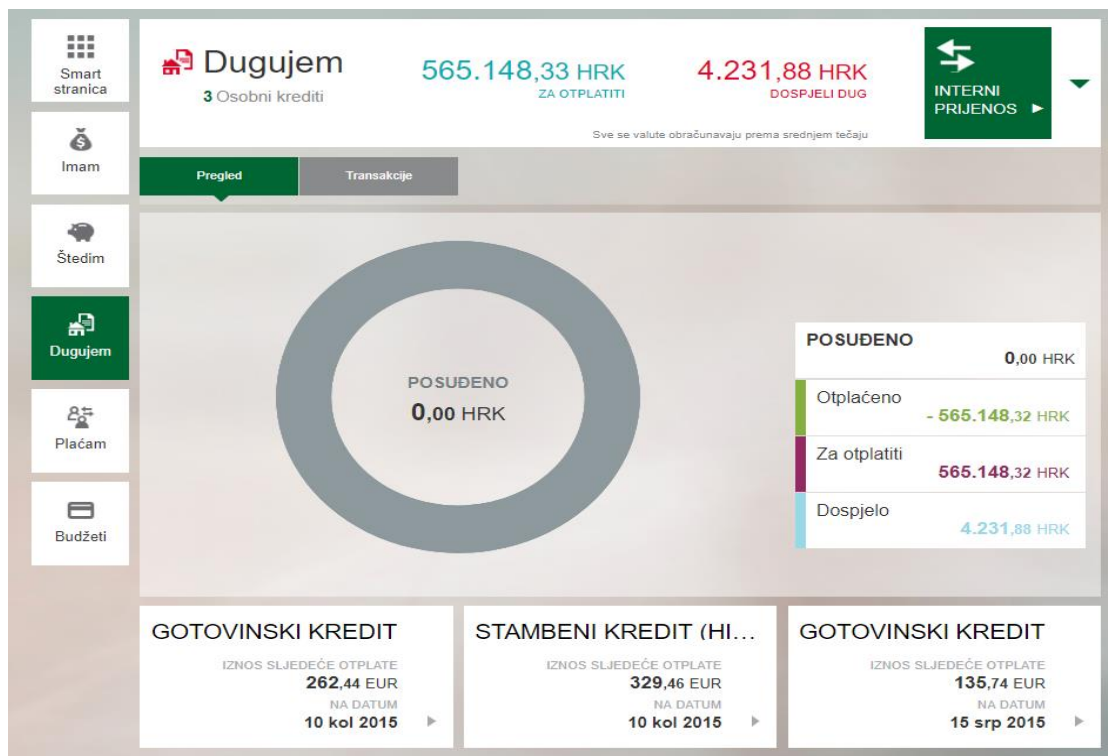 Smart
stranica
Imam
Štedim
Dugujem
Plaćam
Budžeti
Dugujem
3 Osobni krediti
565.148,33 HRK
ZA OTPLATITI
4.231,88 HRK
DOSPJELI DUG
Sve se valute obračunavaju prema srednjem tečaju
INTERNI
PRIJENOS
Pregled
Transakcije
POSUĐENO
0,00 HRK
POSUĐENO
0,00 HRK
Otplaćeno
- 565.148,32 HRK
Za otplatiti
565.148,32 HRK
Dospjelo
4.231,88 HRK
GOTOVINSKI KREDIT
IZNOS SLJEDEĆE OTPLATE
262,44 EUR
NA DATUM
10 kol 2015
STAMBENI KREDIT (HI...
IZNOS SLJEDEĆE OTPLATE
329,46 EUR
NA DATUM
10 kol 2015
GOTOVINSKI KREDIT
IZNOS SLJEDEĆE OTPLATE
135,74 EUR
NA DATUM
15 srp 2015